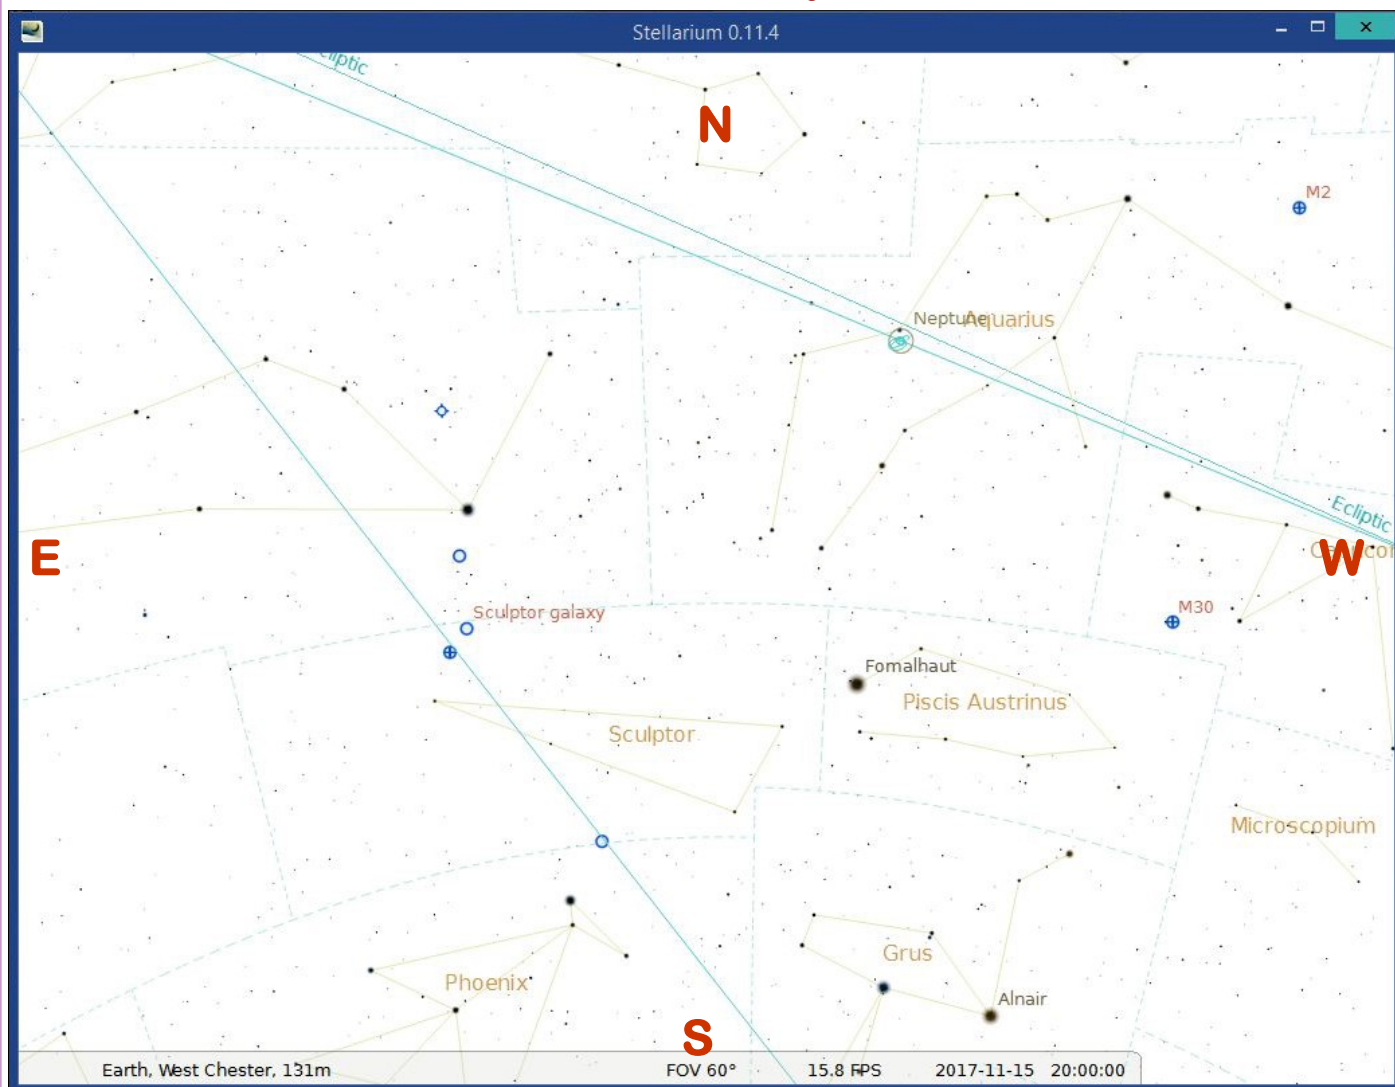 Stellarium 0.11.4
Ecliptic
N
M2
Neptune
Aquarius
Ecliptic
E
W
Sculptor galaxy
M30
Fomalhaut
Piscis Austrinus
Sculptor
Microscopium
Grus
Phoenix
Alnair
S
Earth, West Chester, 131m FOV 60° 15.8 FPS 2017-11-15 20:00:00